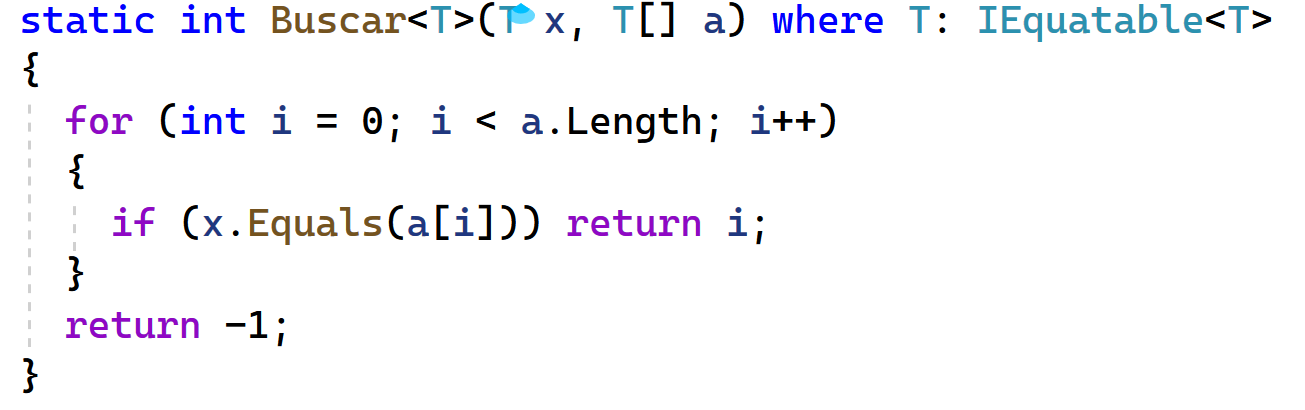 static int Buscar<T>(T x, T[] a) where T: IEquatable<T>
{
for (int i = 0; i < a.Length; i++)
{
if (x.Equals(a[i])) return i;
}
return -1;
}